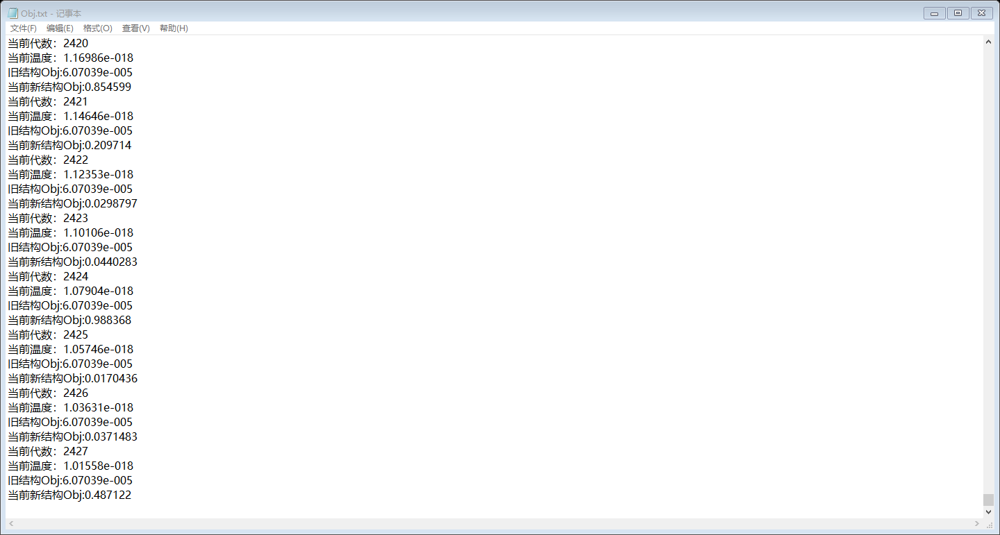 Obj.txt - 记事本
文件(F) 编辑(E) 格式(O) 查看(V) 帮助(H)
当前代数：2420
当前温度：1.16986e-018
旧结构Obj:6.07039e-005
当前新结构Obj:0.854599
当前代数：2421
当前温度：1.14646e-018
旧结构Obj:6.07039e-005
当前新结构Obj:0.209714
当前代数：2422
当前温度：1.12353e-018
旧结构Obj:6.07039e-005
当前新结构Obj:0.0298797
当前代数：2423
当前温度：1.10106e-018
旧结构Obj:6.07039e-005
当前新结构Obj:0.0440283
当前代数：2424
当前温度：1.07904e-018
旧结构Obj:6.07039e-005
当前新结构Obj:0.988368
当前代数：2425
当前温度：1.05746e-018
旧结构Obj:6.07039e-005
当前新结构Obj:0.0170436
当前代数：2426
当前温度：1.03631e-018
旧结构Obj:6.07039e-005
当前新结构Obj:0.0371483
当前代数：2427
当前温度：1.01558e-018
旧结构Obj:6.07039e-005
当前新结构Obj:0.487122